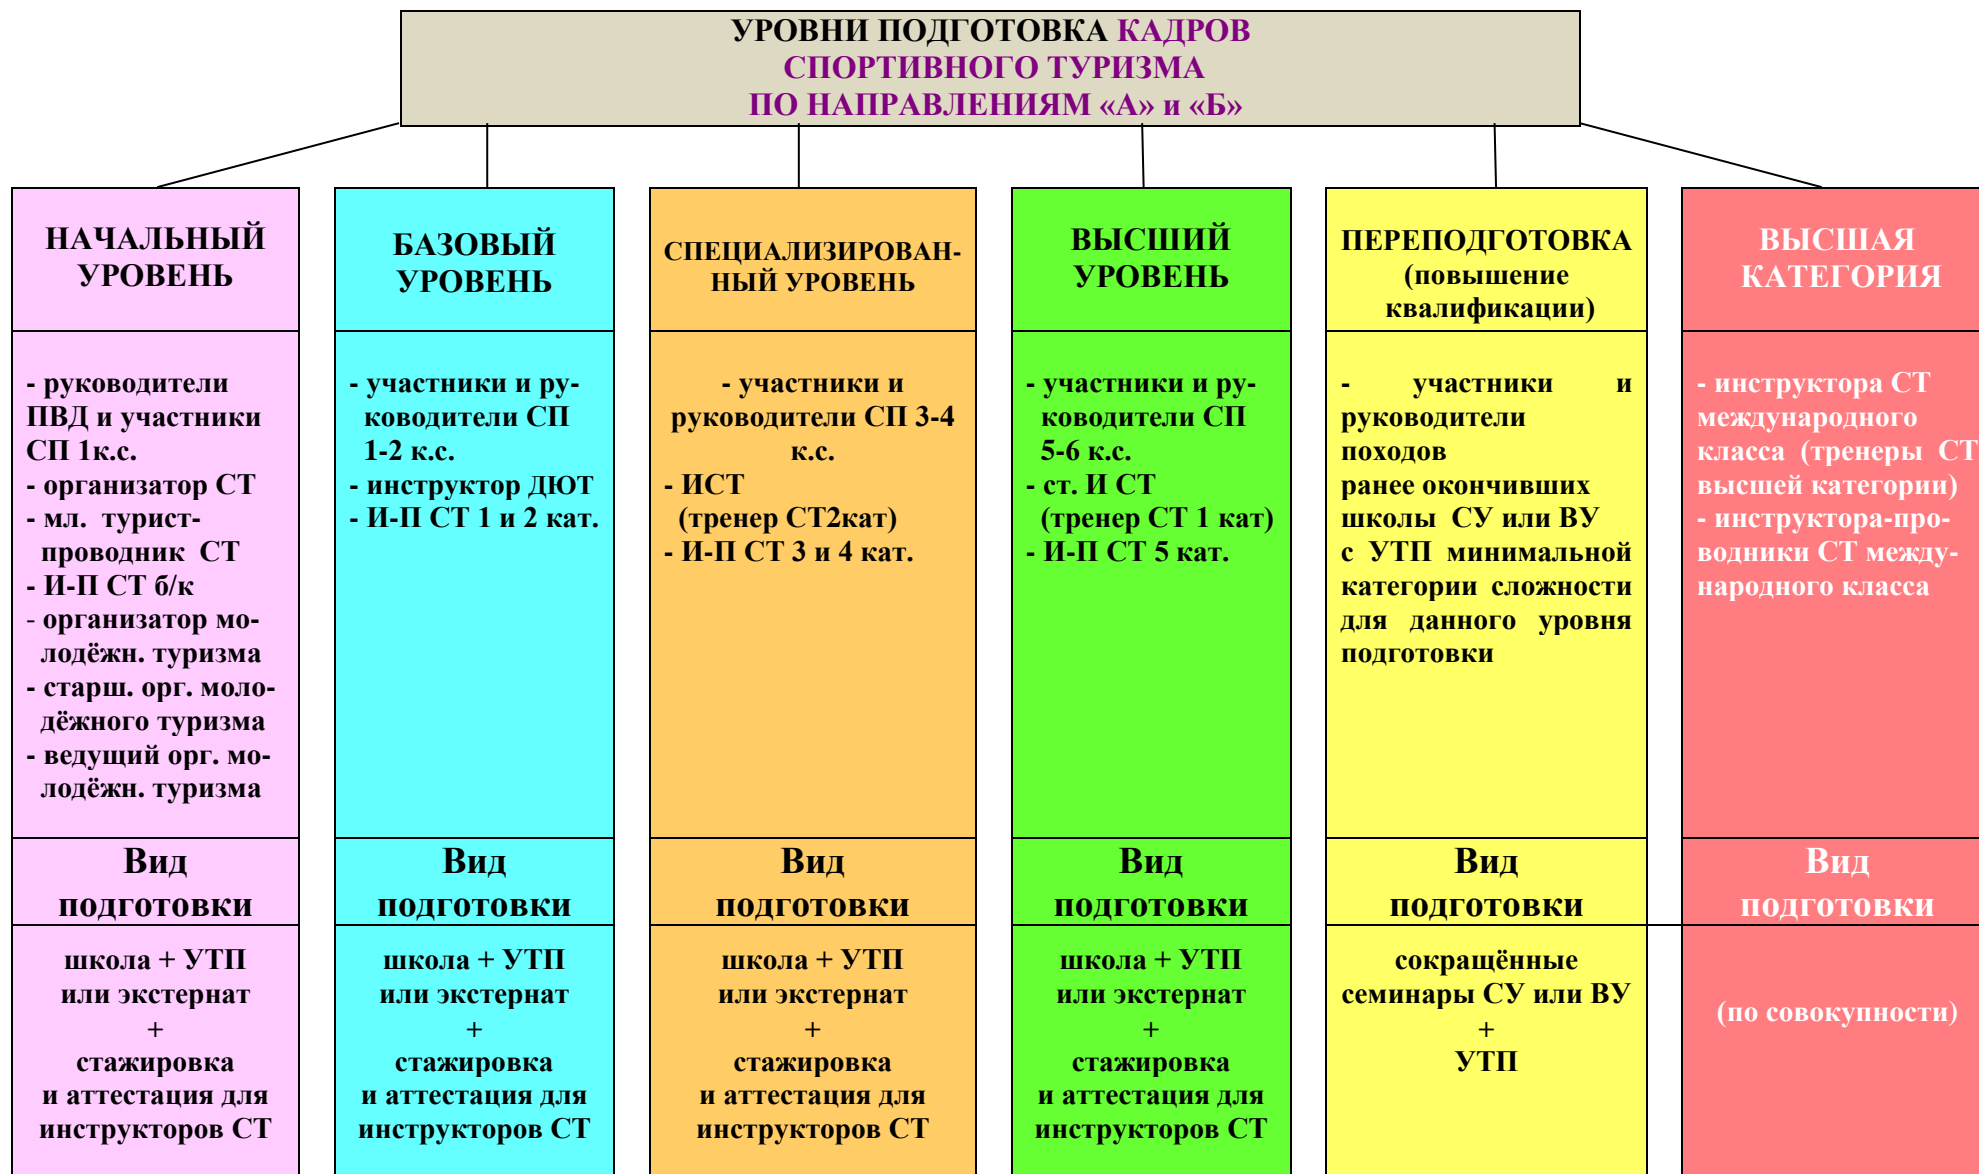 УРОВНИ ПОДГОТОВКА КАДРОВ
СПОРТИВНОГО ТУРИЗМА
ПО НАПРАВЛЕНИЯМ «А» и «Б»
НАЧАЛЬНЫЙ
УРОВЕНЬ
- руководители
ПВД и участники
СП 1к.с.
- организатор СТ
- мл. турист-
проводник СТ
- И-П СТ б/к
- организатор мо-
лодёжн. туризма
- старш. орг. моло-
дёжного туризма
- ведущий орг. мо-
лодёжн. туризма
Вид
подготовки
школа + УТП
или экстернат
+
стажировка
и аттестация для
инструкторов СТ
БАЗОВЫЙ
УРОВЕНЬ
- участники и ру-
ководители СП
1-2 к.с.
- инструктор ДЮТ
- И-П СТ 1 и 2 кат.
Вид
подготовки
школа + УТП
или экстернат
+
стажировка
и аттестация для
инструкторов СТ
СПЕЦИАЛИЗИРОВАН-
НЫЙ УРОВЕНЬ
- участники и
руководители СП 3-4
к.с.
- ИСТ
(тренер СТ2кат)
- И-П СТ 3 и 4 кат.
Вид
подготовки
школа + УТП
или экстернат
+
стажировка
и аттестация для
инструкторов СТ
ВЫСШИЙ
УРОВЕНЬ
- участники и ру-
ководители СП
5-6 к.с.
- ст. И СТ
(тренер СТ 1 кат)
- И-П СТ 5 кат.
Вид
подготовки
школа + УТП
или экстернат
+
стажировка
и аттестация для
инструкторов СТ
ПЕРЕПОДГОТОВКА
(повышение
квалификации)
- участники и
руководители
походов
ранее окончивших
школы СУ или ВУ
с УТП минимальной
категории сложности
для данного уровня
подготовки
Вид
подготовки
сокращённые
семинары СУ или ВУ
+
УТП
ВЫСШАЯ
КАТЕГОРИЯ
- инструктора СТ
международного
класса (тренеры СТ
высшей категории)
- инструктора-про-
водники СТ между-
народного класса
Вид
подготовки
(по совокупности)